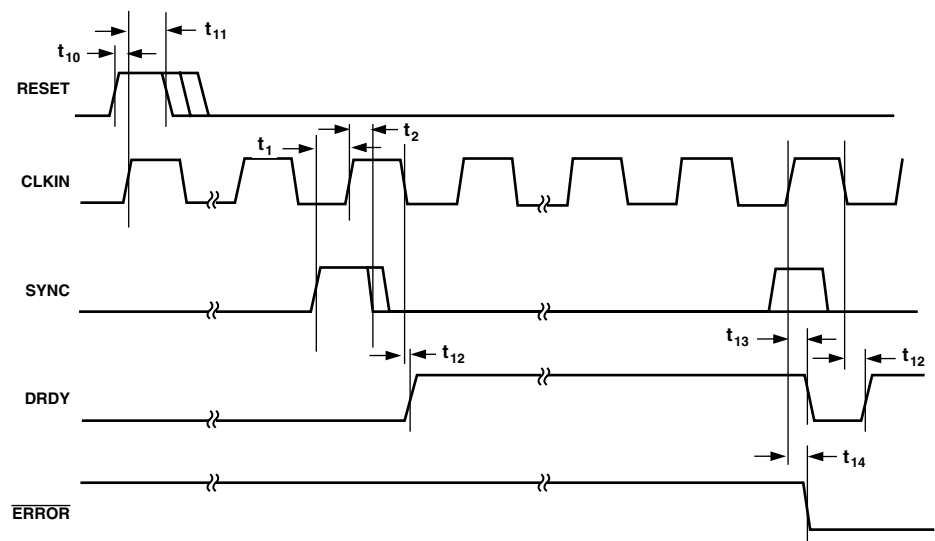 t11
t10
RESET
t2
t1
CLKIN
SYNC
t13
t12
t12
DRDY
t14
ERROR